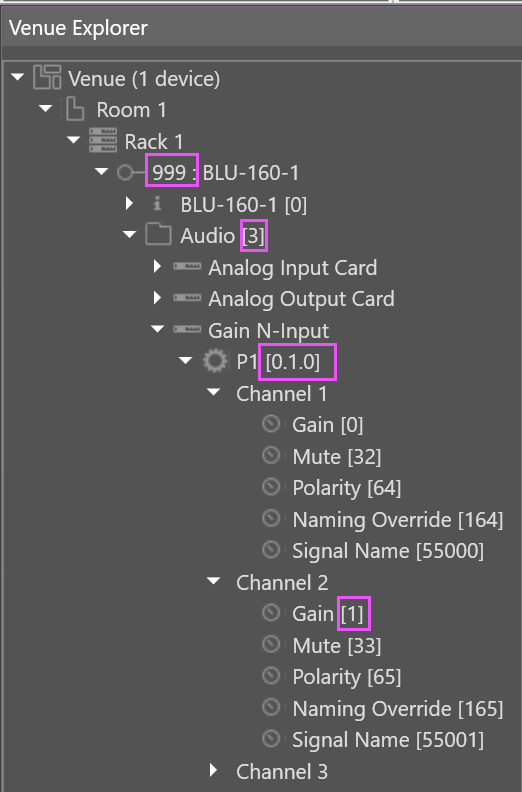 Venue Explorer
Venue (1 device)
Room 1
Rack 1
999 : BLU-160-1
BLU-160-1 [0]
Audio [3]
Analog Input Card
Analog Output Card
Gain N-Input
P1 [0.1.0]
Channel 1
Gain [0]
Mute [32]
Polarity [64]
Naming Override [164]
Signal Name [55000]
Channel 2
Gain [1]
Mute [33]
Polarity [65]
Naming Override [165]
Signal Name [55001]
Channel 3